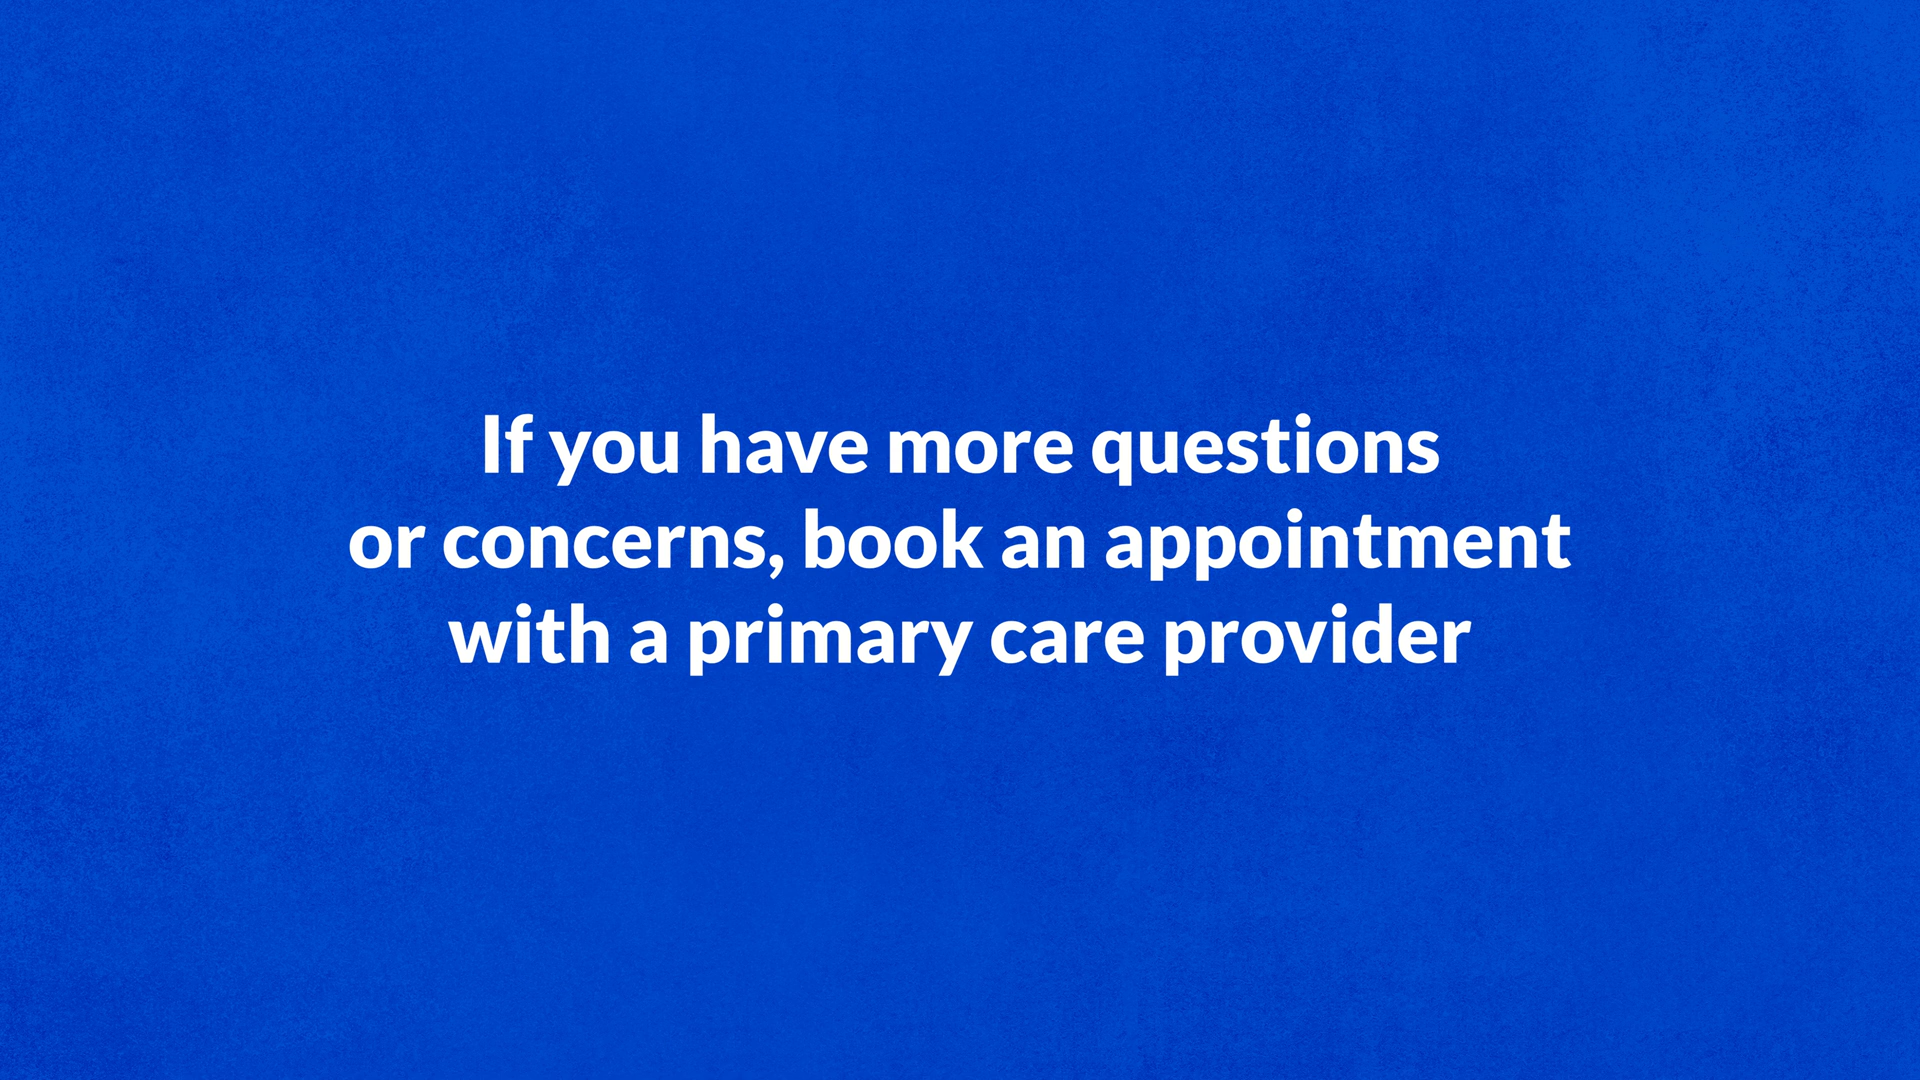 If you have more questions
or concerns, book an appointment
with a primary care provider